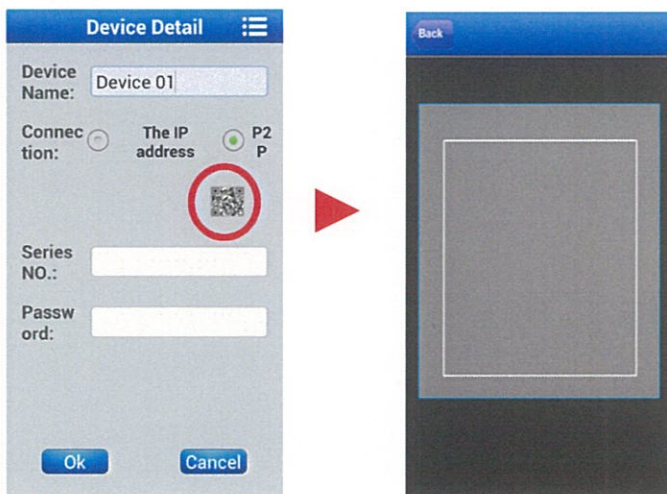 Device Detail
Device
Name:
Device 01
Connec
tion:
The IP
address
P2
P
Series
NO.:
Passw
ord:
Ok
Cancel
Back